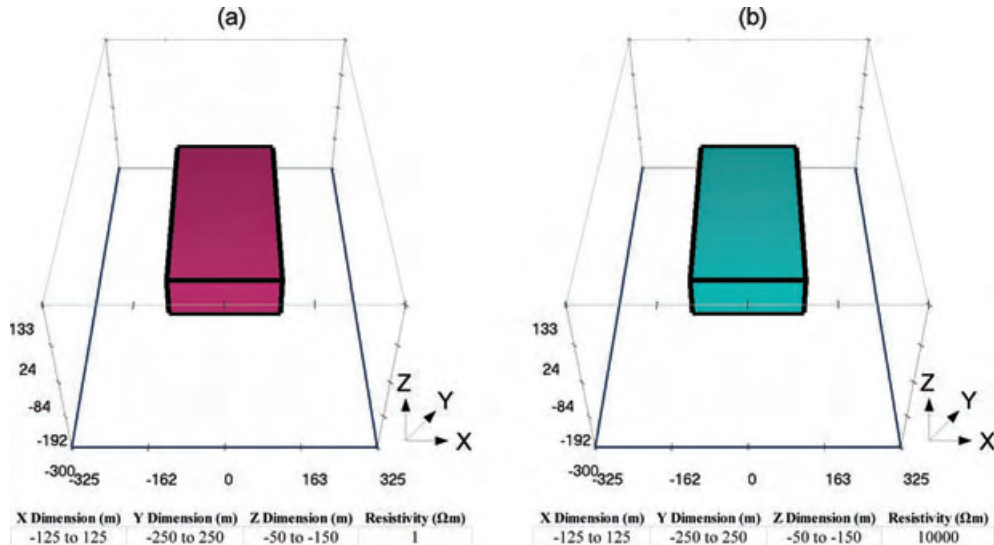 (a)
(b)
133
24
-84
-192
-300
-325
-162
0
163
325
Z
Y
X
133
24
-84
-192
-300
-325
-162
0
163
325
Z
Y
X
X Dimension (m) Y Dimension (m) Z Dimension (m) Resistivity (Ωm)
-125 to 125 -250 to 250 -50 to -150 1
X Dimension (m) Y Dimension (m) Z Dimension (m) Resistivity (Ωm)
-125 to 125 -250 to 250 -50 to -150 10000